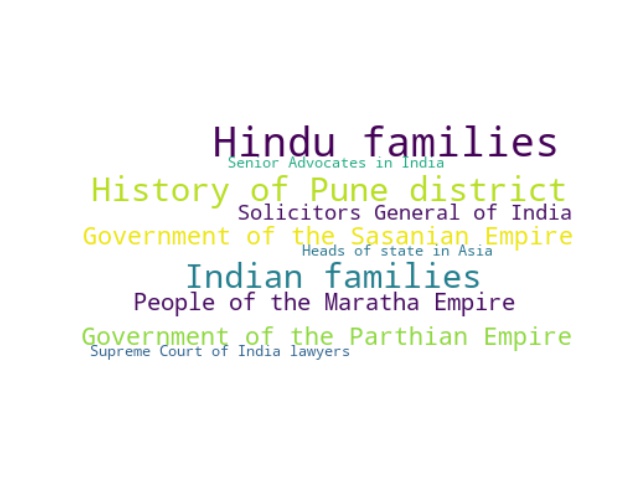 Hindu families
Senior Advocates in India
History of Pune district
Solicitors General of India
Government of the Sasanian Empire
Heads of state in Asia
Indian families
People of the Maratha Empire
Government of the Parthian Empire
Supreme Court of India lawyers